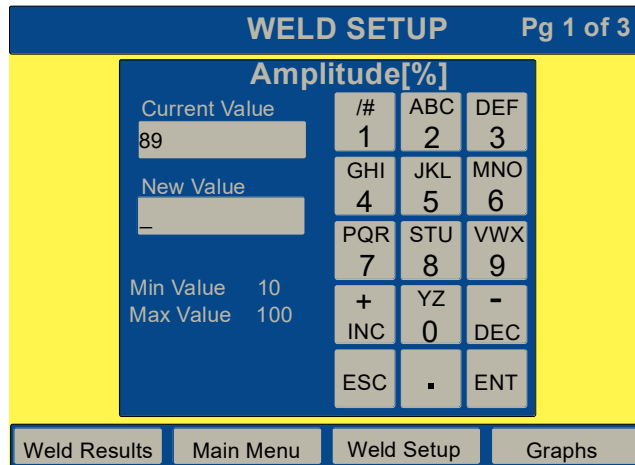 WELD SETUP Pg 1 of 3
Amplitude[%]
Current Value
89
New Value
_
Min Value 10
Max Value 100
/# ABC DEF
1 2 3
GHI JKL MNO
4 5 6
PQR STU VWX
7 8 9
+ YZ -
INC 0 DEC
ESC . ENT
Weld Results Main Menu Weld Setup Graphs